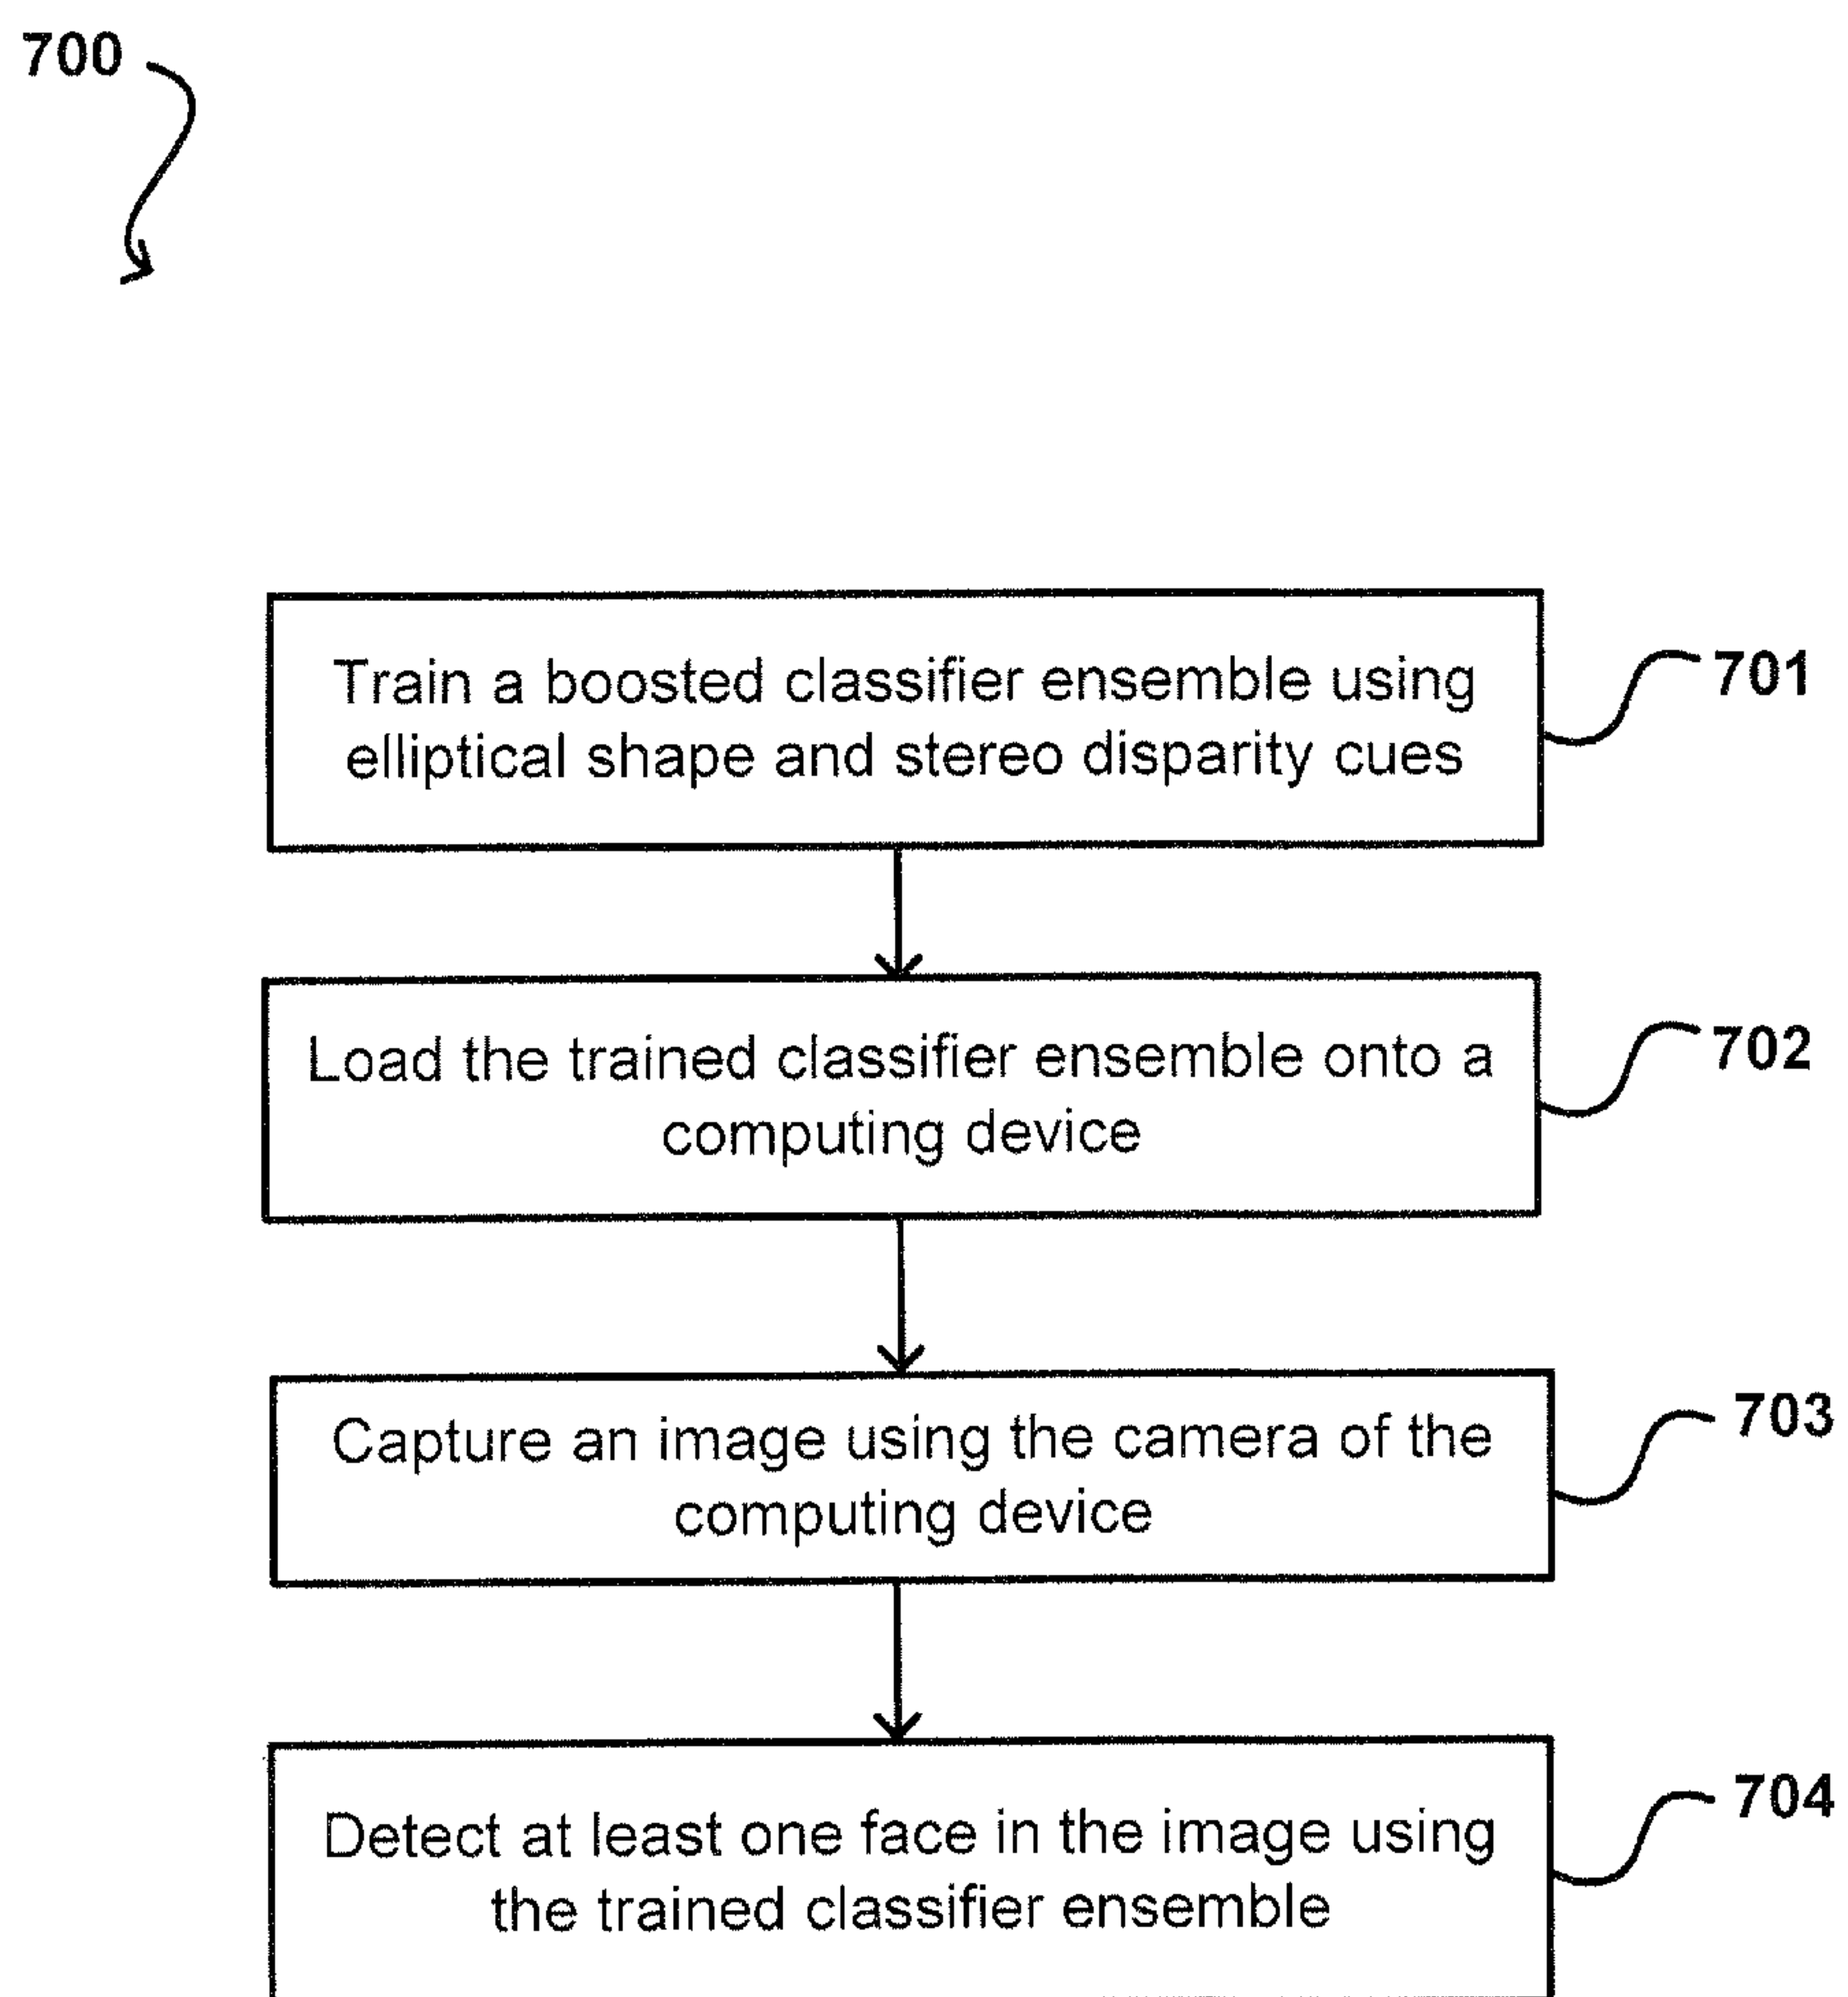 700
Train a boosted classifier ensemble using
elliptical shape and stereo disparity cues
701
Load the trained classifier ensemble onto a
computing device
702
Capture an image using the camera of the
computing device
703
Detect at least one face in the image using
the trained classifier ensemble
704